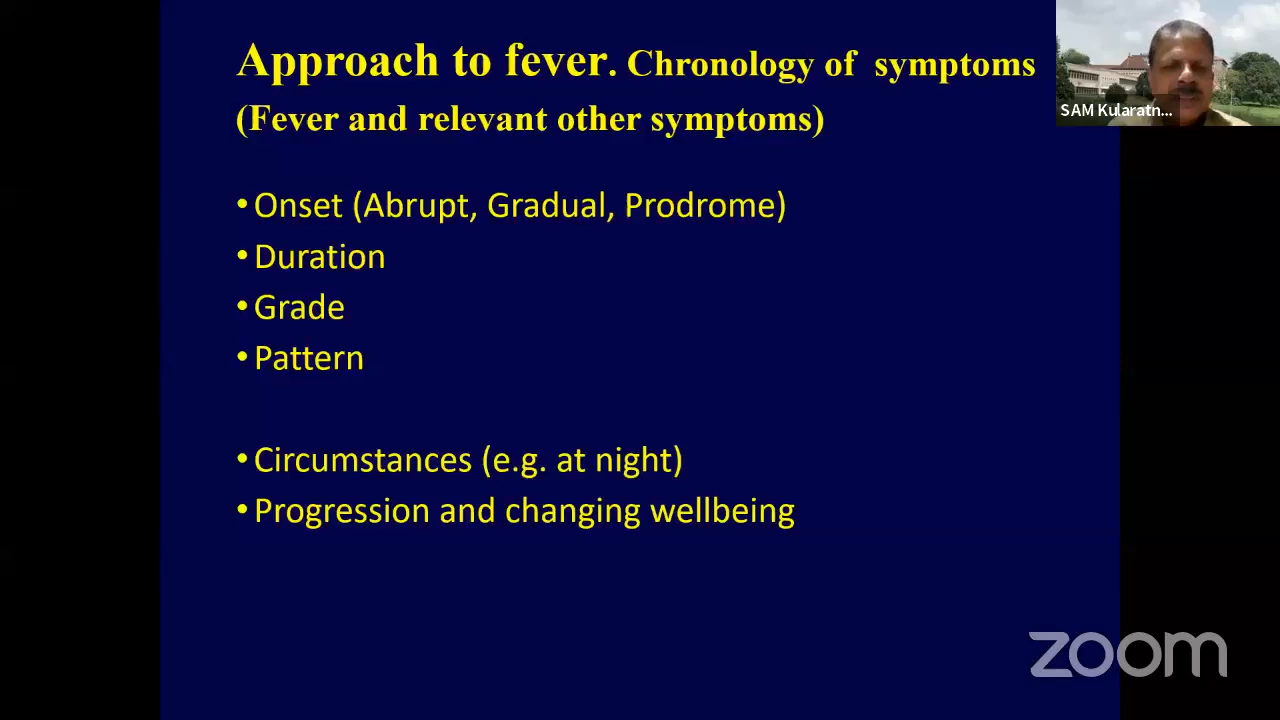 Approach to fever. Chronology of symptoms
(Fever and relevant other symptoms)
• Onset (Abrupt, Gradual, Prodrome)
• Duration
• Grade
• Pattern
• Circumstances (e.g. at night)
• Progression and changing wellbeing
SAM Kularatn...
zoom